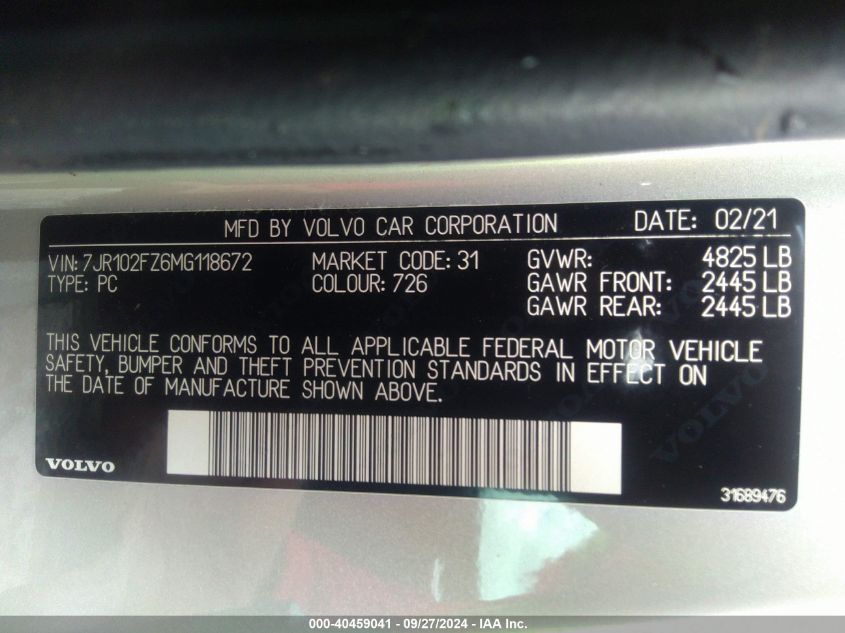 MFD BY VOLVO CAR CORPORATION DATE: 02/21
VIN: 7JR102FZ6MG118672 MARKET CODE: 31 GVWR: 4825 LB
TYPE: PC COLOUR: 726 GAWR FRONT: 2445 LB
GAWR REAR: 2445 LB
THIS VEHICLE CONFORMS TO ALL APPLICABLE FEDERAL MOTOR VEHICLE
SAFETY, BUMPER AND THEFT PREVENTION STANDARDS IN EFFECT ON
THE DATE OF MANUFACTURE SHOWN ABOVE.
VOLVO
VOLVO
31689476
000-40459041 - 09/27/2024 - IAA Inc.